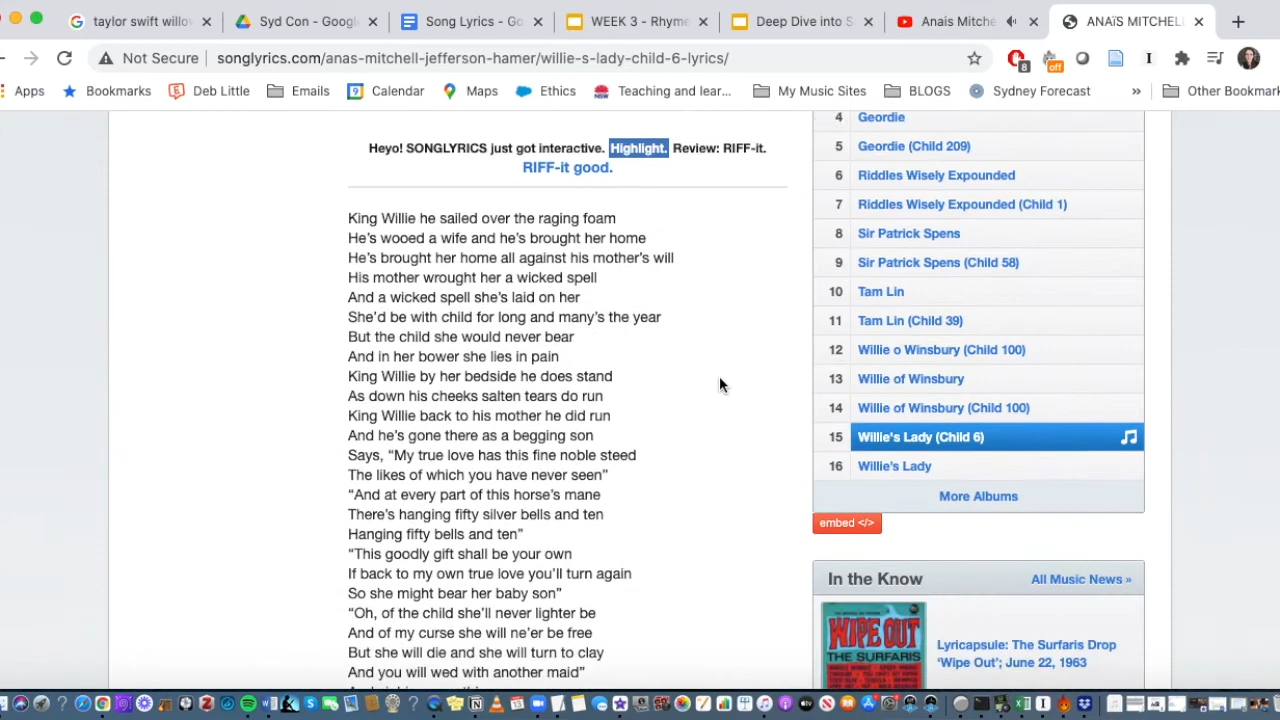 taylor swift willo
Syd Con - Googl
Song Lyrics - Go
WEEK 3 - Rhyme
Deep Dive into S
Anais Mitche
ANAÏS MITCHEL
Not Secure
songlyrics.com/anas-mitchell-jefferson-hamer/willie-s-lady-child-6-lyrics/
8
off
Apps
Bookmarks
Deb Little
Emails
Calendar
Maps
Ethics
Teaching and lear...
My Music Sites
BLOGS
Sydney Forecast
»
Other Bookmark
Heyo! SONGLYRICS just got interactive. Highlight. Review: RIFF-it.
RIFF-it good.
King Willie he sailed over the raging foam
He's wooed a wife and he's brought her home
He's brought her home all against his mother's will
His mother wrought her a wicked spell
And a wicked spell she's laid on her
She'd be with child for long and many's the year
But the child she would never bear
And in her bower she lies in pain
King Willie by her bedside he does stand
As down his cheeks salten tears do run
King Willie back to his mother he did run
And he's gone there as a begging son
Says, “My true love has this fine noble steed
The likes of which you have never seen”
“And at every part of this horse's mane
There's hanging fifty silver bells and ten
Hanging fifty bells and ten”
“This goodly gift shall be your own
If back to my own true love you'll turn again
So she might bear her baby son”
“Oh, of the child she'll never lighter be
And of my curse she will ne'er be free
But she will die and she will turn to clay
And you will wed with another maid”
4 Geordie
5 Geordie (Child 209)
6 Riddles Wisely Expounded
7 Riddles Wisely Expounded (Child 1)
8 Sir Patrick Spens
9 Sir Patrick Spens (Child 58)
10 Tam Lin
11 Tam Lin (Child 39)
12 Willie o Winsbury (Child 100)
13 Willie of Winsbury
14 Willie of Winsbury (Child 100)
15 Willie's Lady (Child 6)
16 Willie's Lady
More Albums
embed </>
In the Know
All Music News »
WIPE OUT
THE SURFARIS
Lyricapsule: The Surfaris Drop
‘Wipe Out’; June 22, 1963